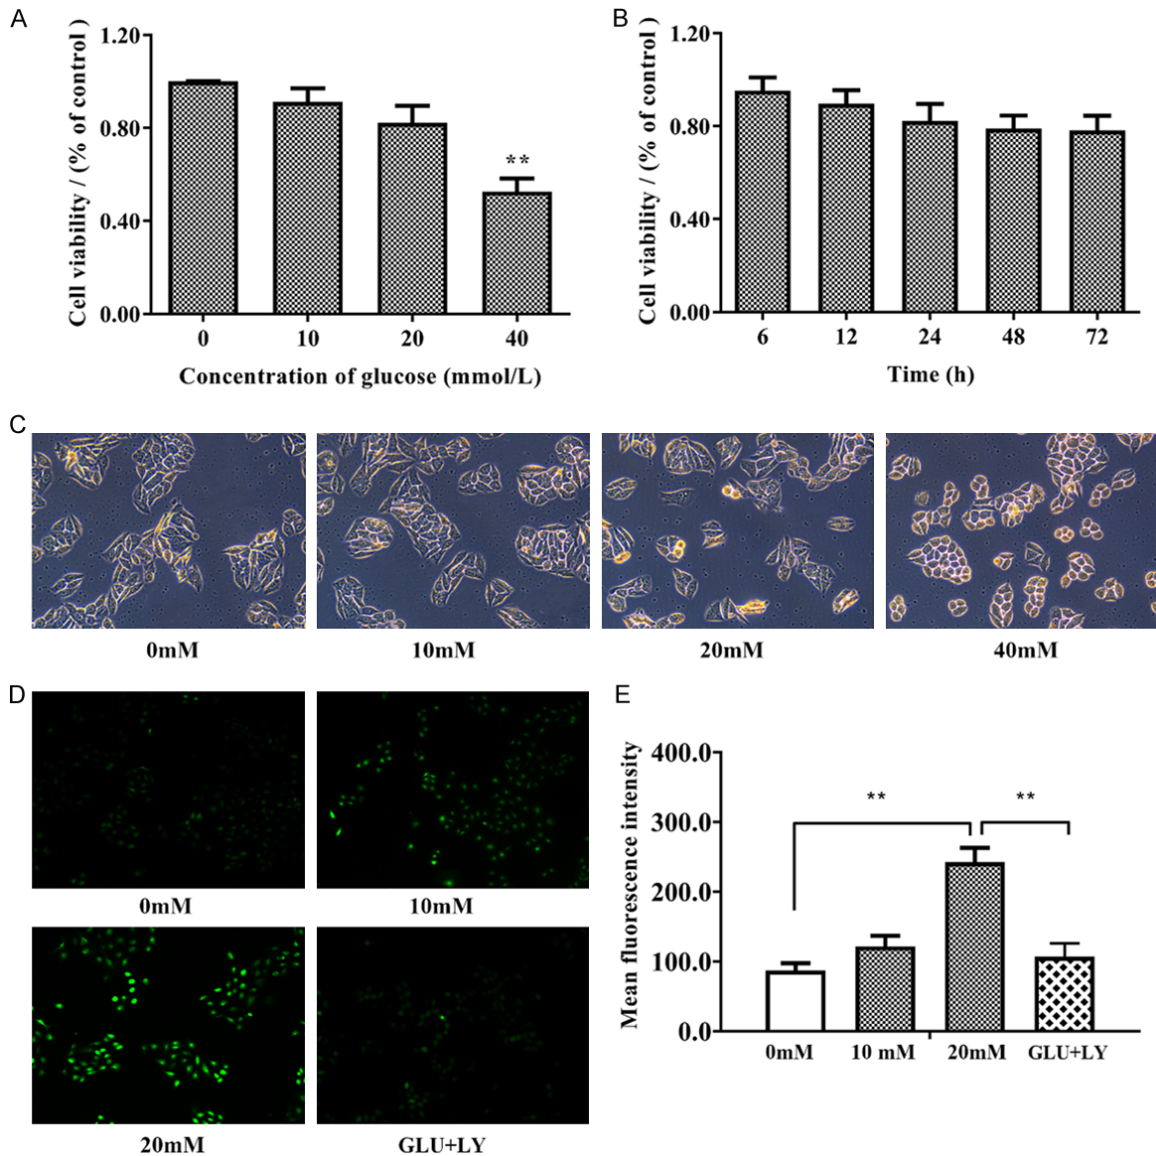 A
Cell viability / (% of control )
1.20
0.80
0.40
0.00
**
0 10 20 40
Concentration of glucose (mmol/L)
B
Cell viability / (% of control )
1.20
0.80
0.40
0.00
6 12 24 48 72
Time (h)
C
0mM 10mM 20mM 40mM
D
0mM 10mM
20mM GLU+LY
E
Mean fluorescence intensity
400.0
300.0
200.0
100.0
0.0
** **
0mM 10 mM 20mM GLU+LY